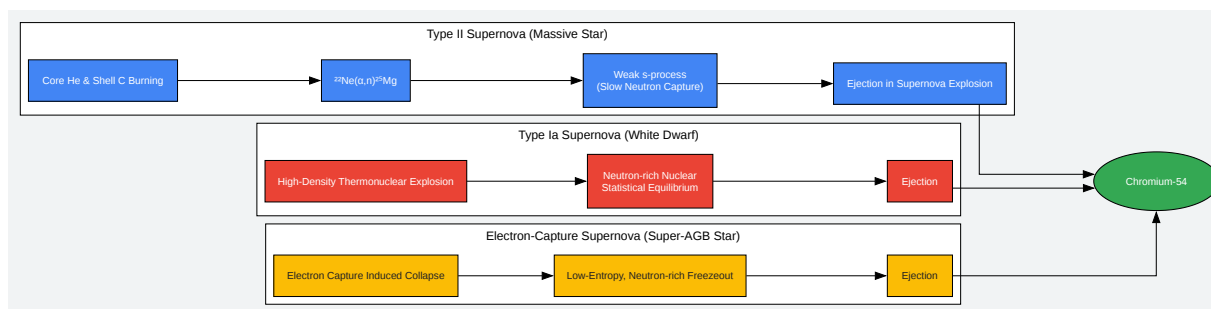 Type II Supernova (Massive Star)
Core He & Shell C Burning
²²Ne(α,n)²⁵Mg
Weak s-process
(Slow Neutron Capture)
Ejection in Supernova Explosion
Type Ia Supernova (White Dwarf)
High-Density Thermonuclear Explosion
Neutron-rich Nuclear
Statistical Equilibrium
Ejection
Chromium-54
Electron-Capture Supernova (Super-AGB Star)
Electron Capture Induced Collapse
Low-Entropy, Neutron-rich Freezeout
Ejection